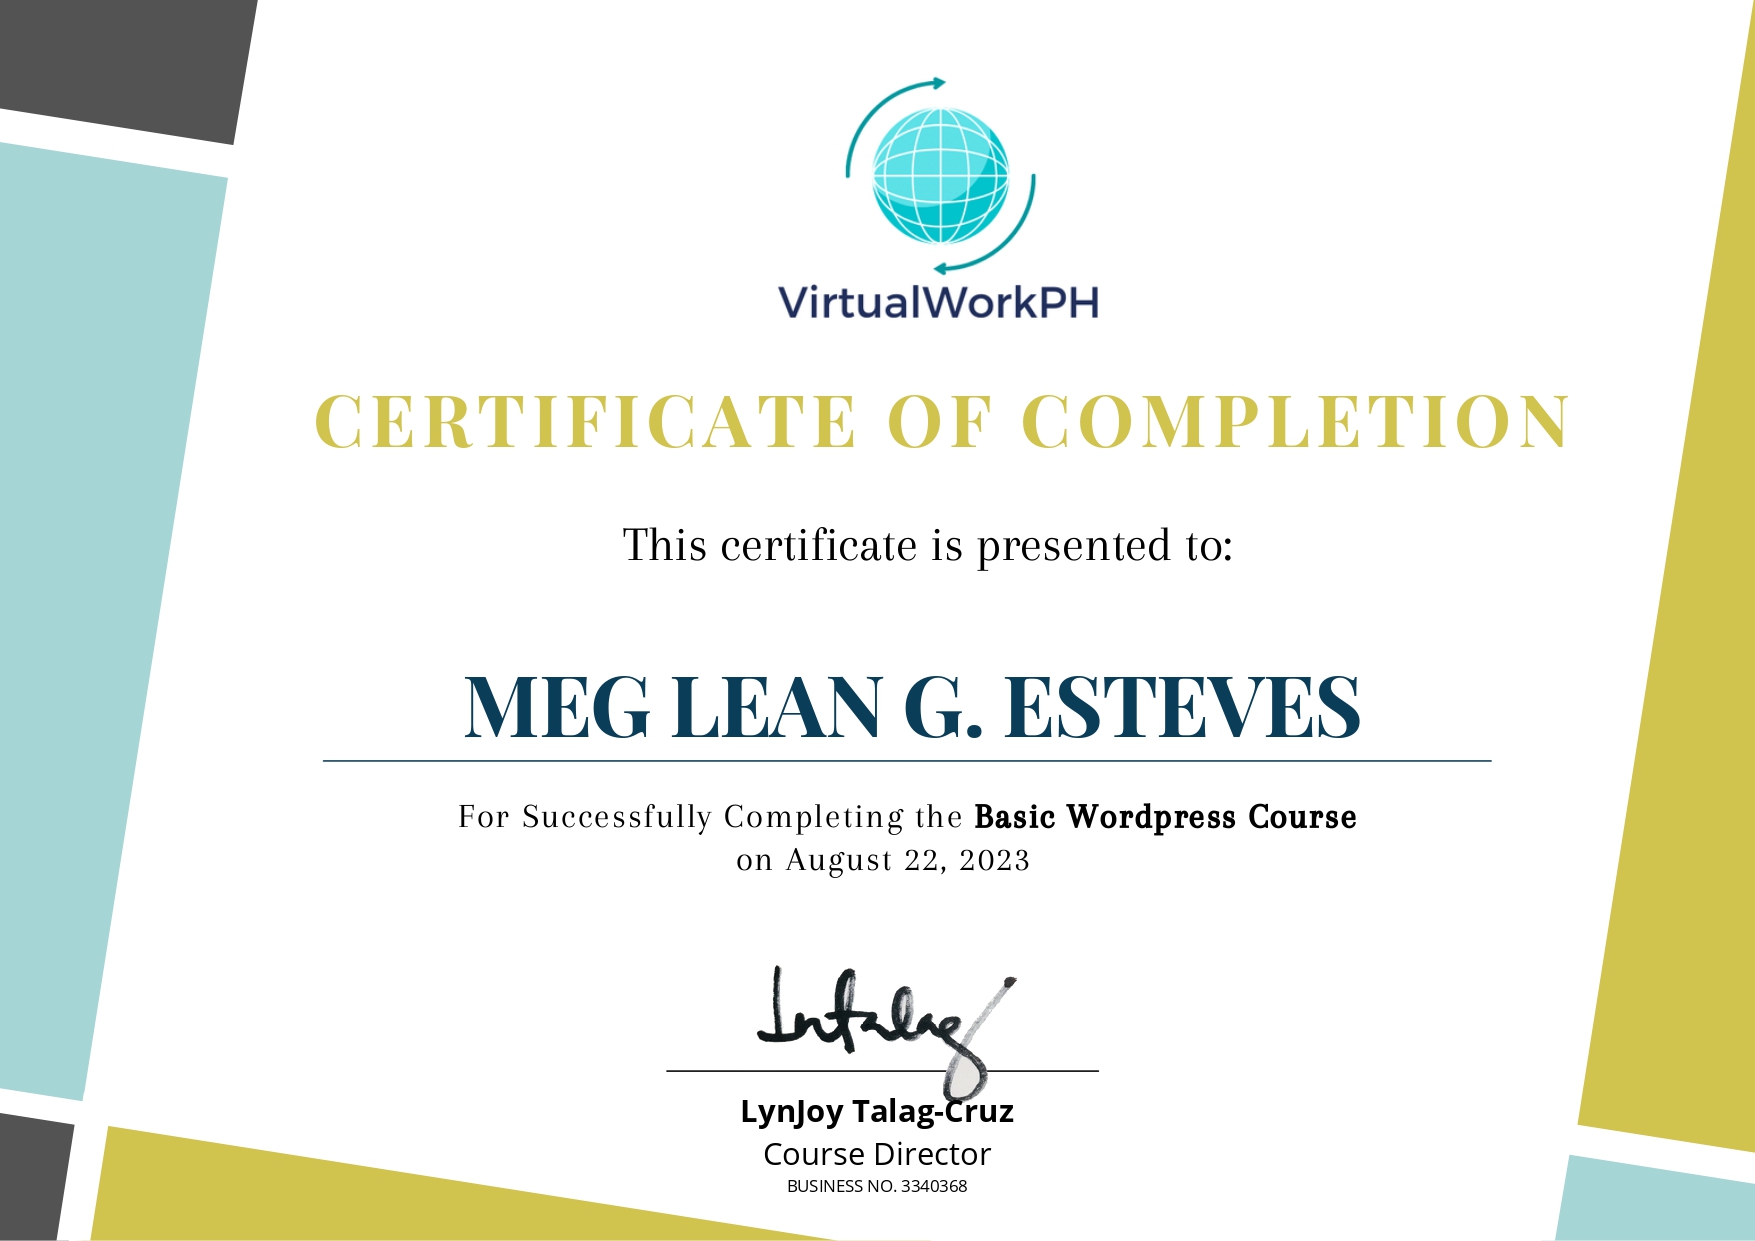 VirtualWorkPH
CERTIFICATE OF COMPLETION
This certificate is presented to:
MEG LEAN G. ESTEVES
For Successfully Completing the Basic Wordpress Course
on August 22, 2023
LynJoy Talag-Cruz
Course Director
BUSINESS NO. 3340368